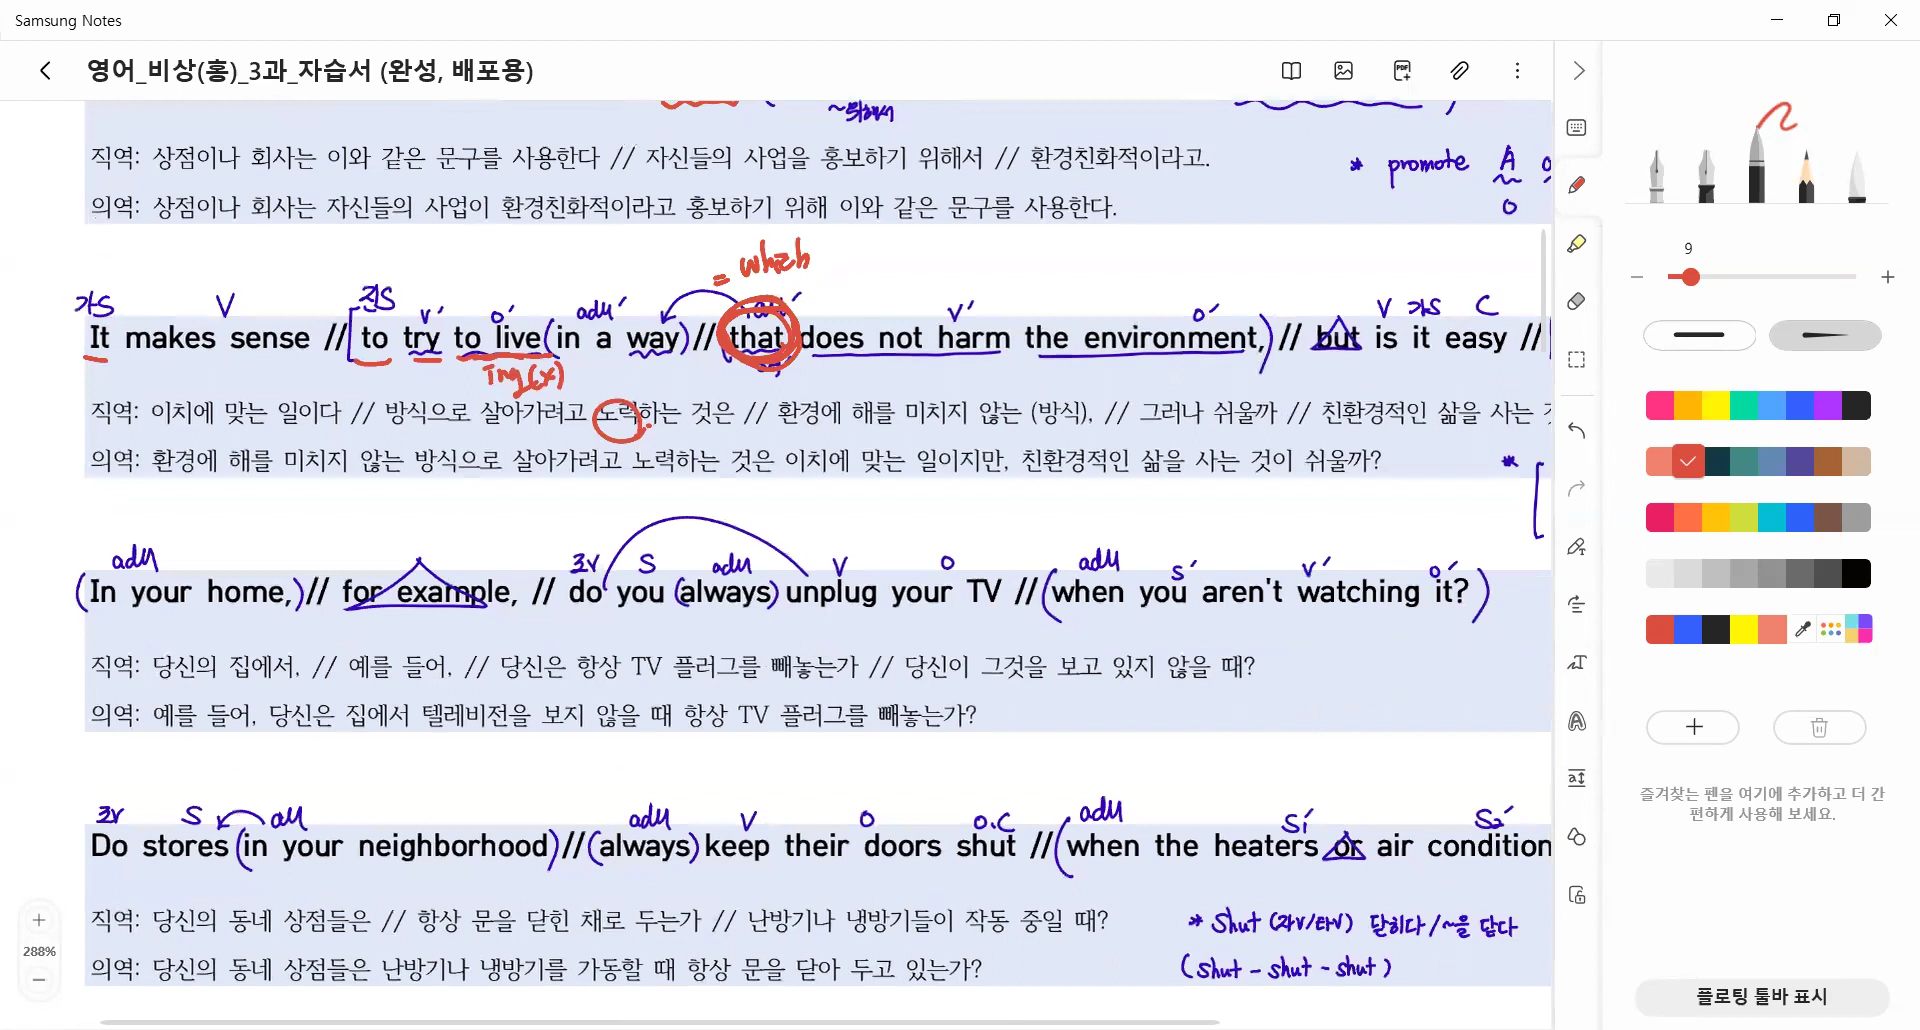 Samsung Notes
영어_비상(홍)_3과_자습서 (완성, 배포용)
~위해서
직역: 상점이나 회사는 이와 같은 문구를 사용한다 // 자신들의 사업을 홍보하기 위해서 // 환경친화적이라고.
* promote A
O
의역: 상점이나 회사는 자신들의 사업이 환경친화적이라고 홍보하기 위해 이와 같은 문구를 사용한다.
= which
가S V 진S V' O' adv' V' O' V 가S C
It makes sense // [to try to live (in a way) // (that does not harm the environment,) // but is it easy //
ing(x)
직역: 이치에 맞는 일이다 // 방식으로 살아가려고 노력하는 것은 // 환경에 해를 미치지 않는 (방식), // 그러나 쉬울까 // 친환경적인 삶을 사는
의역: 환경에 해를 미치지 않는 방식으로 살아가려고 노력하는 것은 이치에 맞는 일이지만, 친환경적인 삶을 사는 것이 쉬울까?
*
adv 조V S adv V O adv S' V' O'
(In your home,) // for example, // do you (always) unplug your TV // (when you aren't watching it?)
직역: 당신의 집에서, // 예를 들어, // 당신은 항상 TV 플러그를 빼놓는가 // 당신이 그것을 보고 있지 않을 때?
의역: 예를 들어, 당신은 집에서 텔레비전을 보지 않을 때 항상 TV 플러그를 빼놓는가?
조V S adv V O O.C adv S1' S2'
Do stores (in your neighborhood) // (always) keep their doors shut // (when the heaters or air condition
직역: 당신의 동네 상점들은 // 항상 문을 닫힌 채로 두는가 // 난방기나 냉방기들이 작동 중일 때?
* shut (자V/타V) 닫히다 / ~을 닫다
의역: 당신의 동네 상점들은 난방기나 냉방기를 가동할 때 항상 문을 닫아 두고 있는가?
(shut - shut - shut)
288%
PDF
9
즐겨찾는 펜을 여기에 추가하고 더 간
편하게 사용해 보세요.
플로팅 툴바 표시